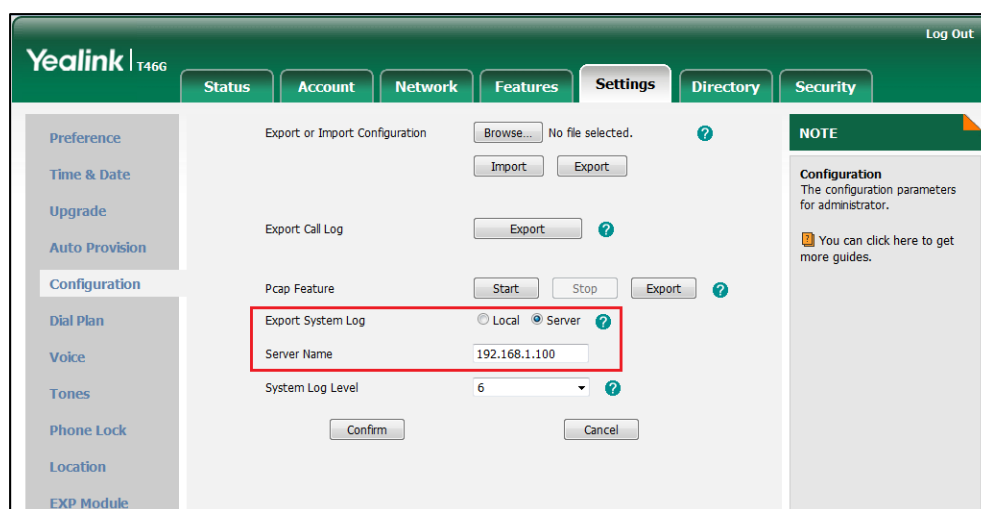 Log Out
Yealink | T46G
Status Account Network Features Settings Directory Security
Preference
Time & Date
Upgrade
Auto Provision
Configuration
Dial Plan
Voice
Tones
Phone Lock
Location
EXP Module
Export or Import Configuration Browse... No file selected. ?
Import Export
Export Call Log Export ?
Pcap Feature Start Stop Export ?
Export System Log Local Server ?
Server Name 192.168.1.100
System Log Level 6 ?
Confirm Cancel
NOTE
Configuration
The configuration parameters
for administrator.
? You can click here to get
more guides.